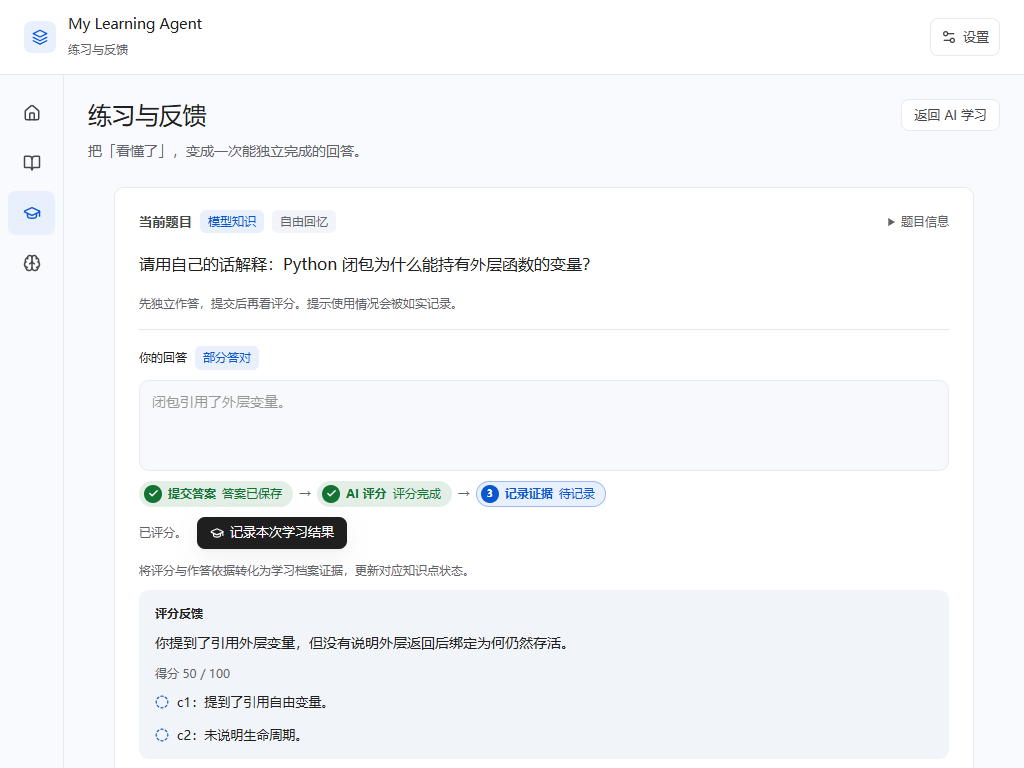 My Learning Agent
练习与反馈
设置
练习与反馈
返回 AI 学习
把「看懂了」，变成一次能独立完成的回答。
当前题目 模型知识 自由回忆 ▶ 题目信息
请用自己的话解释：Python 闭包为什么能持有外层函数的变量？
先独立作答，提交后再看评分。提示使用情况会被如实记录。
你的回答 部分答对
闭包引用了外层变量。
提交答案 答案已保存 → AI 评分 评分完成 → 3 记录证据 待记录
已评分。 记录本次学习结果
将评分与作答依据转化为学习档案证据，更新对应知识点状态。
评分反馈
你提到了引用外层变量，但没有说明外层返回后绑定为何仍然存活。
得分 50 / 100
c1：提到了引用自由变量。
c2：未说明生命周期。